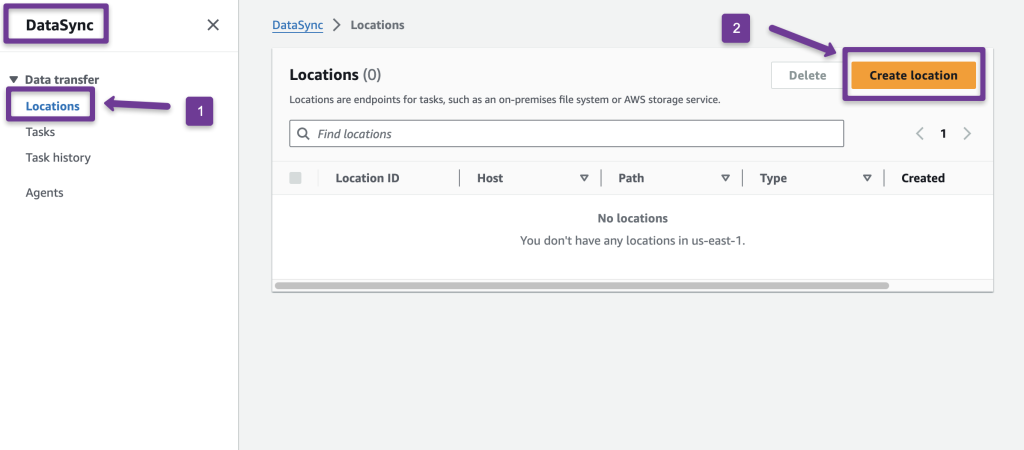 DataSync
Data transfer
Locations
1
Tasks
Task history
Agents
DataSync > Locations
2
Locations (0)
Delete
Create location
Locations are endpoints for tasks, such as an on-premises file system or AWS storage service.
Find locations
1
Location ID Host Path Type Created
No locations
You don't have any locations in us-east-1.